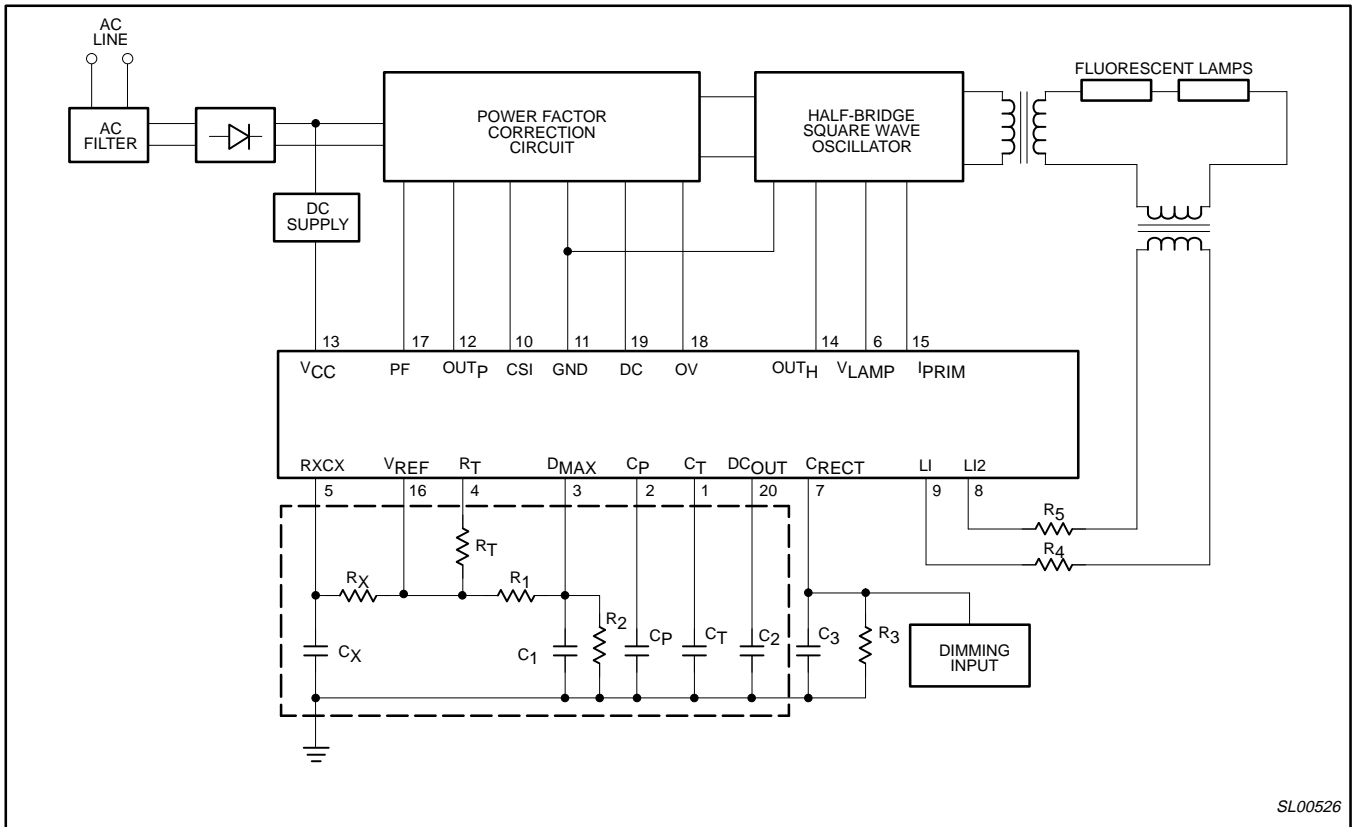 AC
LINE
AC
FILTER
DC
SUPPLY
POWER FACTOR
CORRECTION
CIRCUIT
HALF-BRIDGE
SQUARE WAVE
OSCILLATOR
FLUORESCENT LAMPS
13 17 12 10 11 19 18 14 6 15
VCC PF OUTP CSI GND DC OV OUTH VLAMP IPRIM
RXCX VREF RT DMAX CP CT DCOUT CRECT LI LI2
5 16 4 3 2 1 20 7 9 8
R5
R4
RT
RX R1
R2
CX C1 CP CT C2 C3 R3
DIMMING
INPUT
SL00526